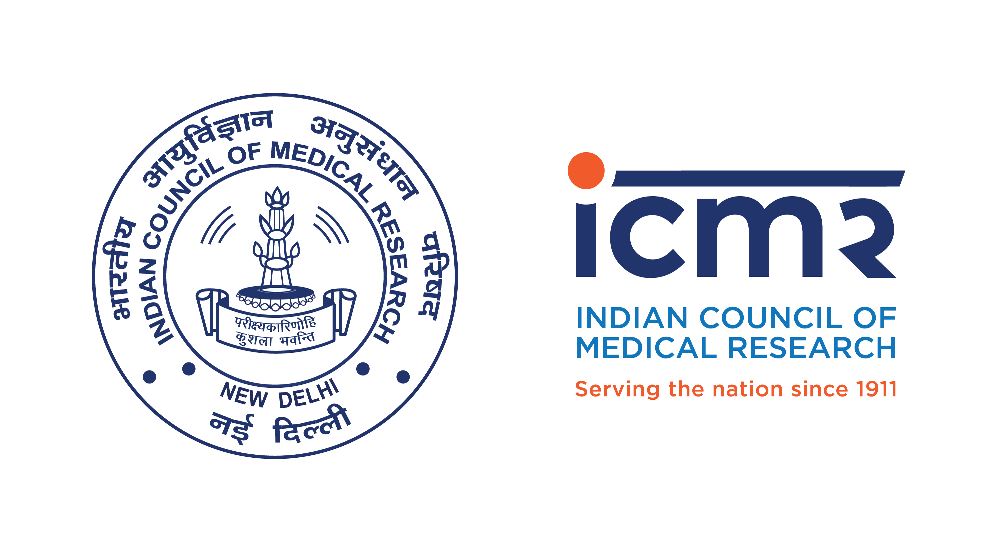 भारतीय आयुर्विज्ञान अनुसंधान परिषद
INDIAN COUNCIL OF MEDICAL RESEARCH
परीक्ष्यकारिणोहि
कुशला भवन्ति
NEW DELHI
नई दिल्ली
icmr
INDIAN COUNCIL OF
MEDICAL RESEARCH
Serving the nation since 1911